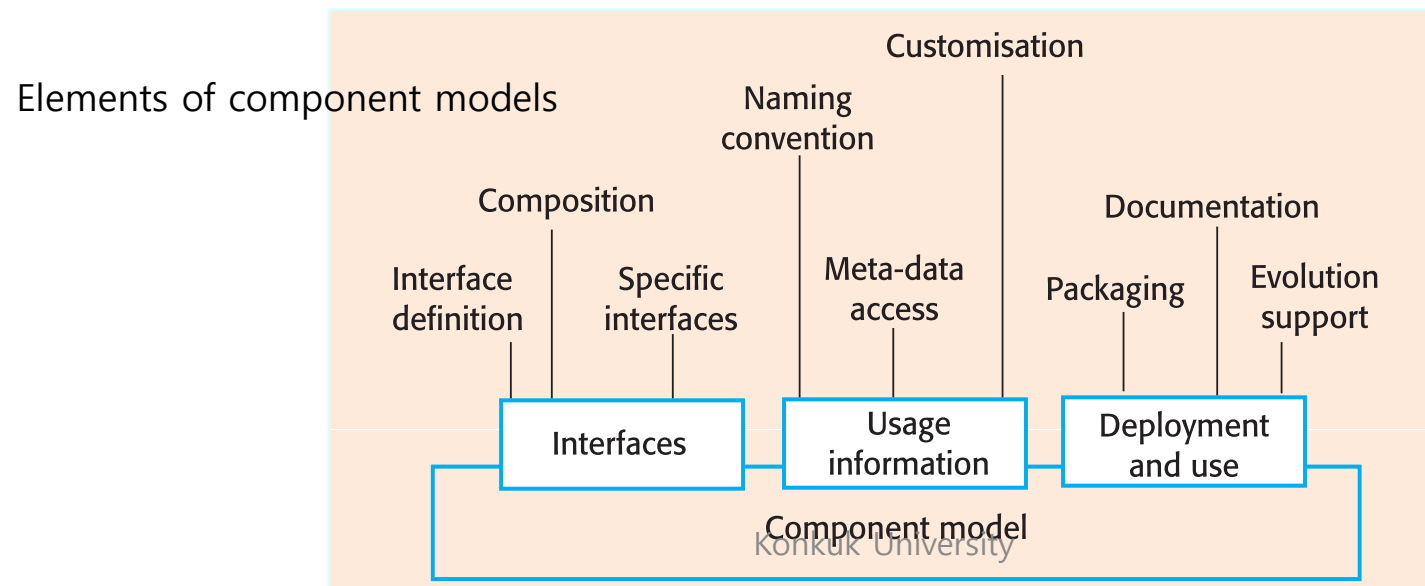 Elements of component models
Customisation
Naming
convention
Composition
Documentation
Interface
definition
Specific
interfaces
Meta-data
access
Packaging
Evolution
support
Interfaces
Usage
information
Deployment
and use
Component model
Konkuk University